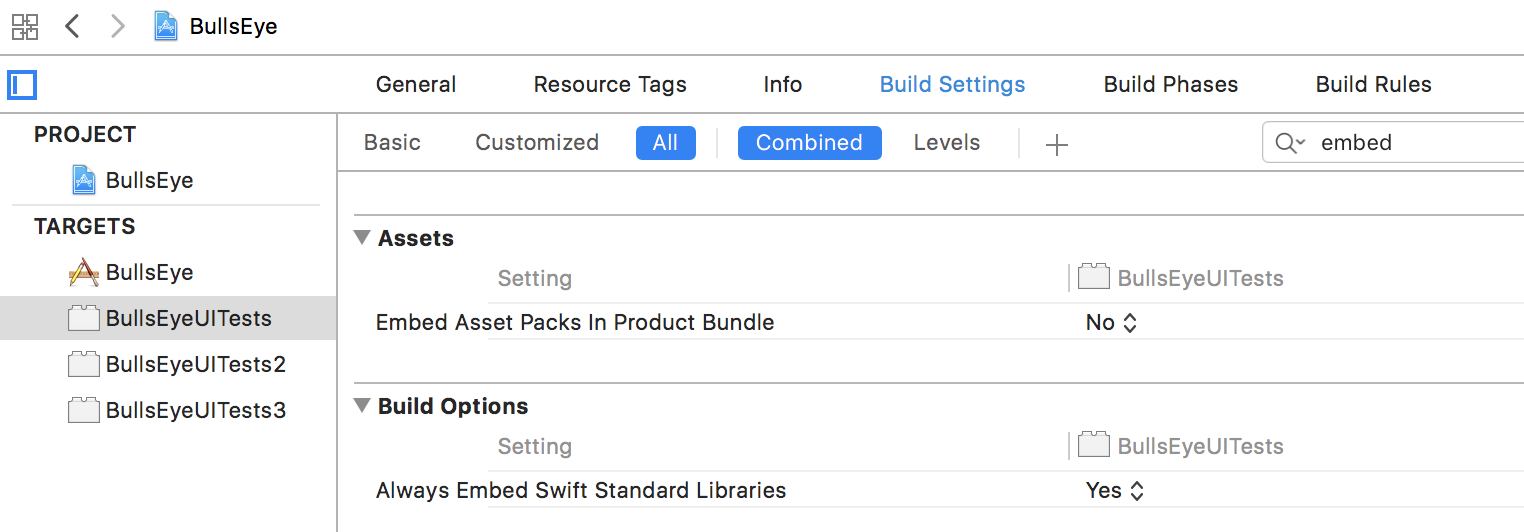 BullsEye
General Resource Tags Info Build Settings Build Phases Build Rules
PROJECT
BullsEye
TARGETS
BullsEye
BullsEyeUITests
BullsEyeUITests2
BullsEyeUITests3
Basic Customized All Combined Levels embed
Assets
Setting BullsEyeUITests
Embed Asset Packs In Product Bundle No
Build Options
Setting BullsEyeUITests
Always Embed Swift Standard Libraries Yes